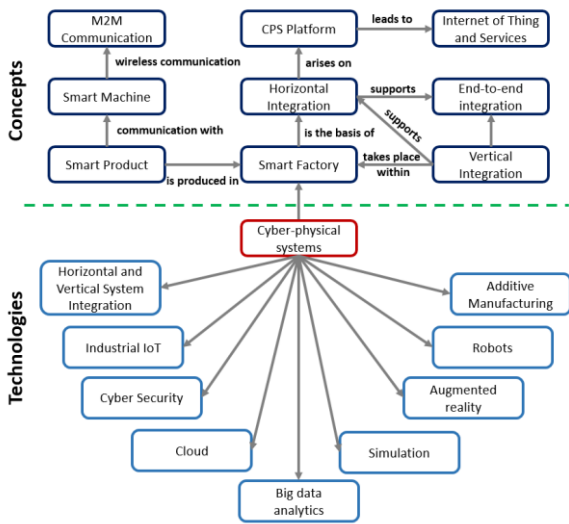 M2M
Communication
CPS Platform
leads to
Internet of Thing
and Services
wireless communication
arises on
Concepts
Smart Machine
Horizontal
Integration
supports
End-to-end
integration
communication with
is the basis of
supports
Smart Product
is produced in
Smart Factory
takes place
within
Vertical
Integration
Cyber-physical
systems
Technologies
Horizontal and
Vertical System
Integration
Additive
Manufacturing
Industrial IoT
Robots
Cyber Security
Augmented
reality
Cloud
Simulation
Big data
analytics